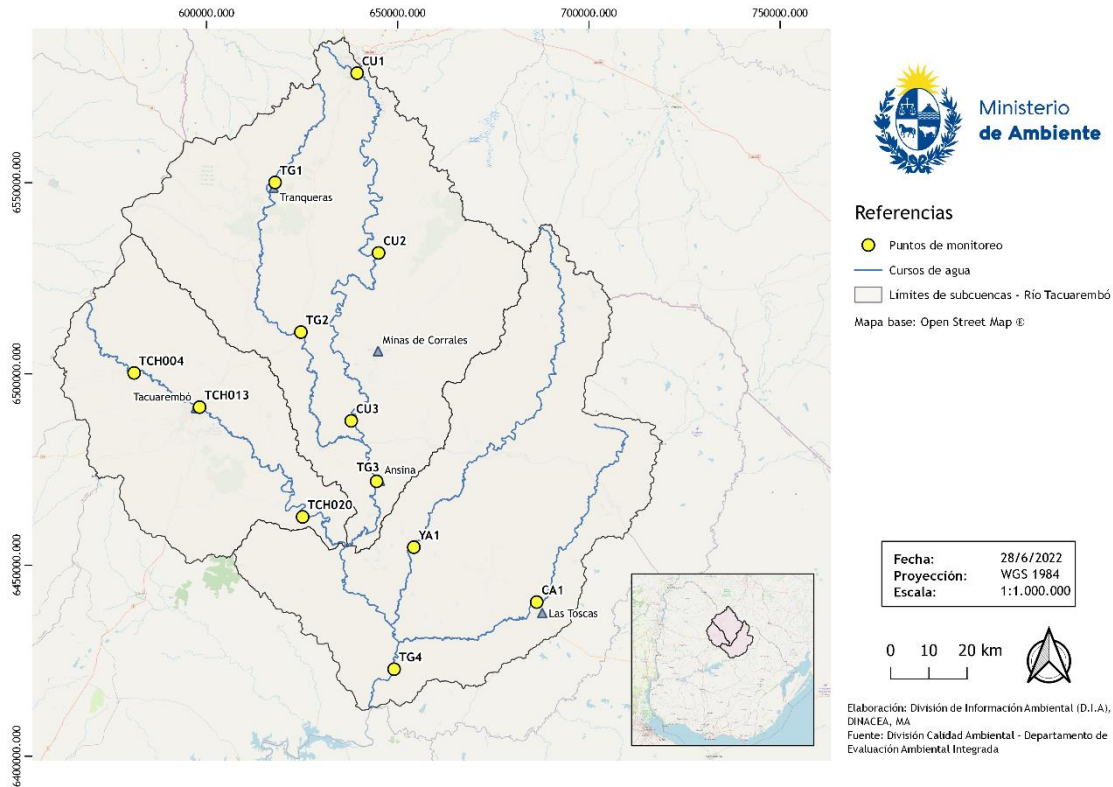 600000.000
650000.000
700000.000
750000.000
6550000.000
6500000.000
6450000.000
6400000.000
CU1
TG1
Tranqueras
CU2
TG2
Minas de Corrales
TCH004
Tacuarembó
TCH013
CU3
TG3
Ansina
TCH020
YA1
CA1
Las Toscas
TG4
Ministerio
de Ambiente
Referencias
Puntos de monitoreo
Cursos de agua
Límites de subcuencas - Río Tacuarembó
Mapa base: Open Street Map ®
Fecha: 28/6/2022
Proyección: WGS 1984
Escala: 1:1.000.000
0 10 20 km
Elaboración: División de Información Ambiental (D.I.A),
DINACEA, MA
Fuente: División Calidad Ambiental - Departamento de
Evaluación Ambiental Integrada